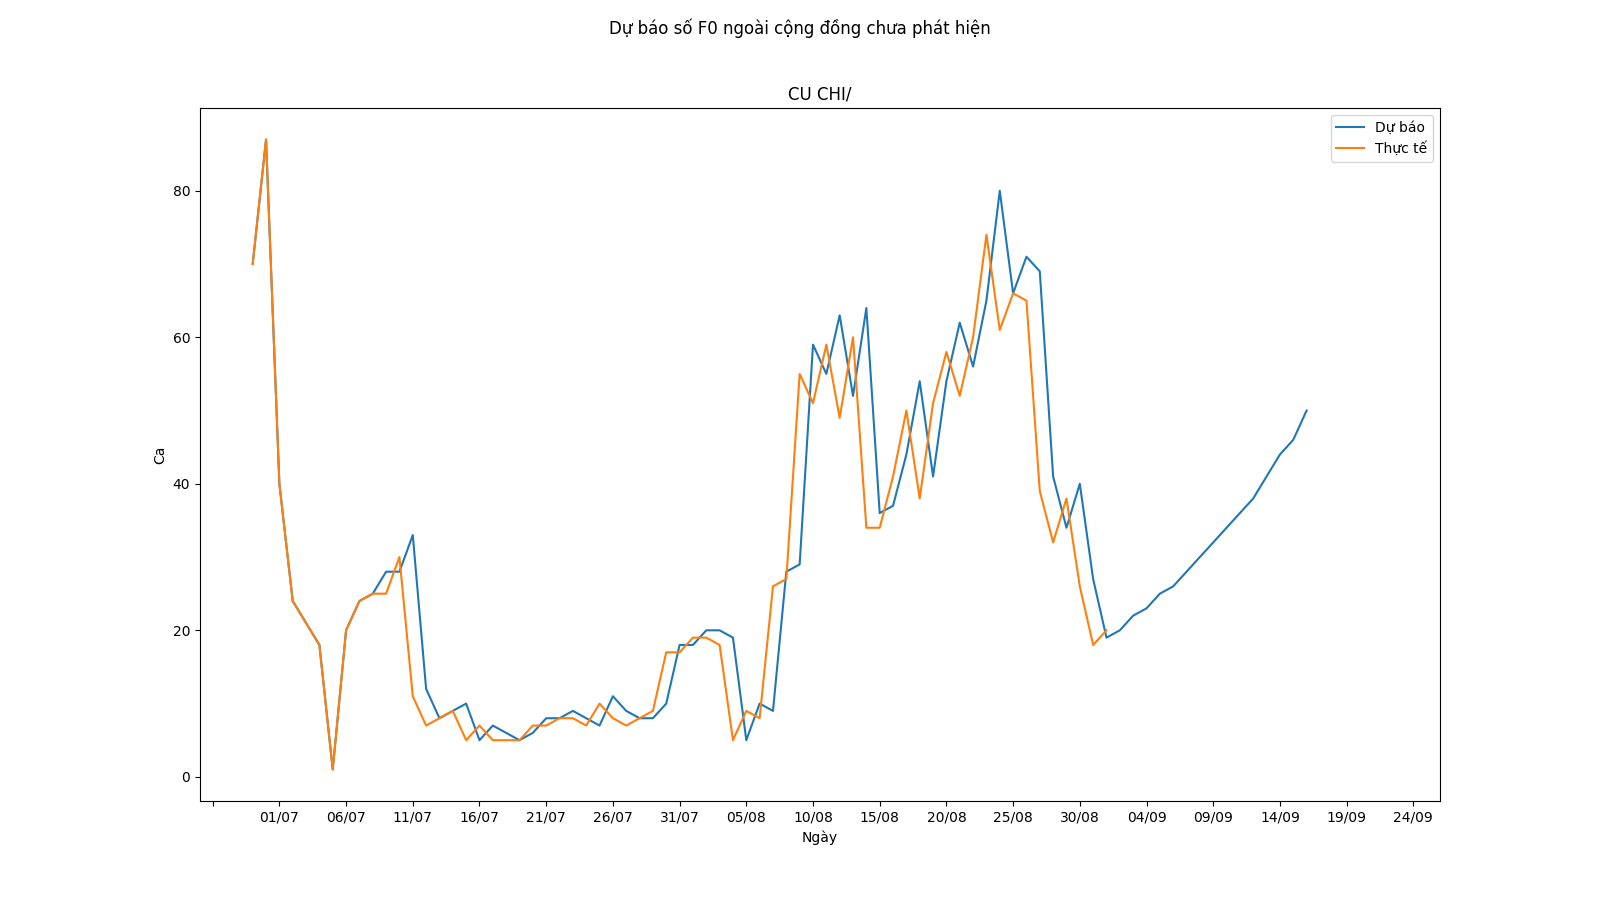 Dự báo số F0 ngoài cộng đồng chưa phát hiện
CU CHI/
Dự báo
Thực tế
80
60
40
20
0
Ca
01/07 06/07 11/07 16/07 21/07 26/07 31/07 05/08 10/08 15/08 20/08 25/08 30/08 04/09 09/09 14/09 19/09 24/09
Ngày